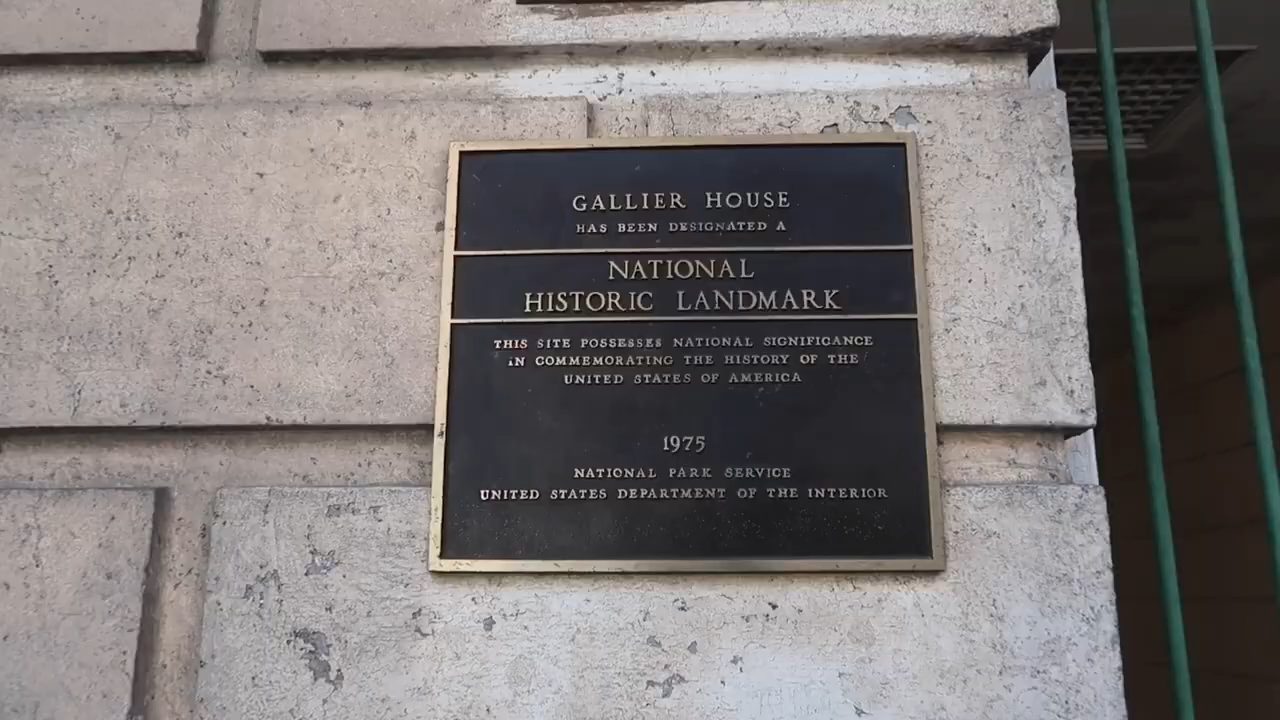 GALLIER HOUSE
HAS BEEN DESIGNATED A
NATIONAL
HISTORIC LANDMARK
THIS SITE POSSESSES NATIONAL SIGNIFICANCE
IN COMMEMORATING THE HISTORY OF THE
UNITED STATES OF AMERICA
1975
NATIONAL PARK SERVICE
UNITED STATES DEPARTMENT OF THE INTERIOR